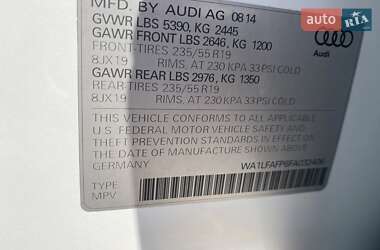 MFD. BY AUDI AG 08 14
GVWR LBS 5390, KG 2445
GAWR FRONT LBS 2646, KG 1200
FRONT-TIRES 235/55 R19
8JX19 RIMS, AT 230 KPA 33 PSI COLD
GAWR REAR LBS 2976, KG 1350
REAR-TIRES 235/55 R19
8JX19 RIMS, AT 230 KPA 33 PSI COLD
Audi
THIS VEHICLE CONFORMS TO ALL APPLICABLE
U.S. FEDERAL MOTOR VEHICLE SAFETY AND
THEFT PREVENTION STANDARDS IN EFFECT ON
THE DATE OF MANUFACTURE SHOWN ABOVE.
GERMANY
TYPE
MPV
AUTO RIA.com